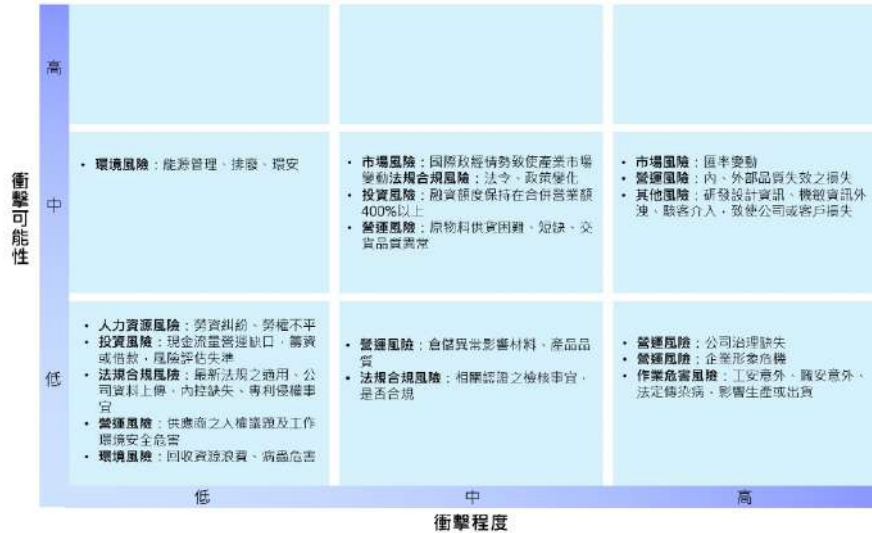 衝擊可能性
高
中
• 環境風險：能源管理、排廢、環安
• 市場風險：國際政經情勢致使產業市場
變動法規合規風險：法令、政策變化
• 投資風險：融資額度保持在合併營業額
400%以上
• 營運風險：原物料供貨困難、短缺、交
貨品質異常
• 市場風險：匯率變動
• 營運風險：內、外部品質失效之損失
• 其他風險：研發設計資訊、機敏資訊外
洩、駭客介入，致使公司或客戶損失
低
• 人力資源風險：勞資糾紛、勞權不平
• 投資風險：現金流量營運缺口，籌資
或借款，風險評估失準
• 法規合規風險：最新法規之適用、公
司資料上傳、內控缺失、專利侵權事
宜
• 營運風險：供應商之人權議題及工作
環境安全危害
• 環境風險：回收資源浪費、病蟲危害
• 營運風險：倉儲異常影響材料、產品品
質
• 法規合規風險：相關認證之檢核事宜，
是否合規
• 營運風險：公司治理缺失
• 營運風險：企業形象危機
• 作業危害風險：工安意外、職安意外、
法定傳染病，影響生產或出貨
低
中
高
衝擊程度